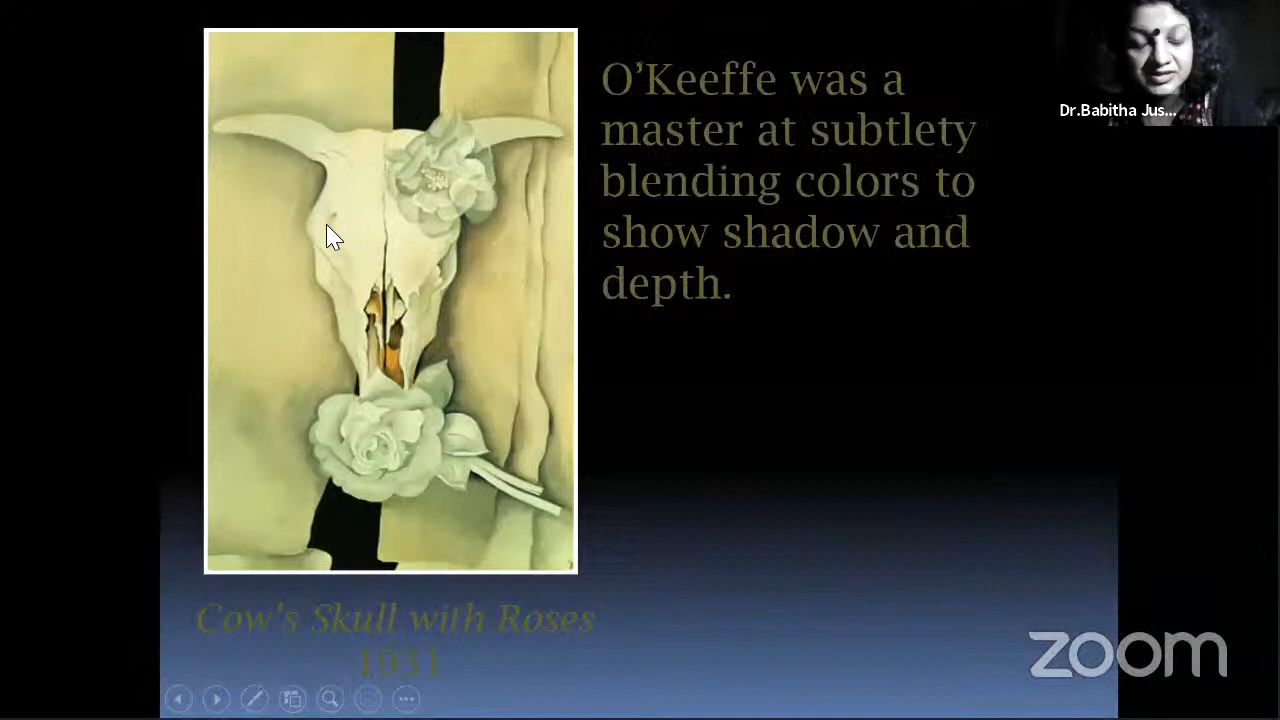 O'Keeffe was a
master at subtlety
blending colors to
show shadow and
depth.
Dr.Babitha Jus...
Cow's Skull with Roses
1931
zoom